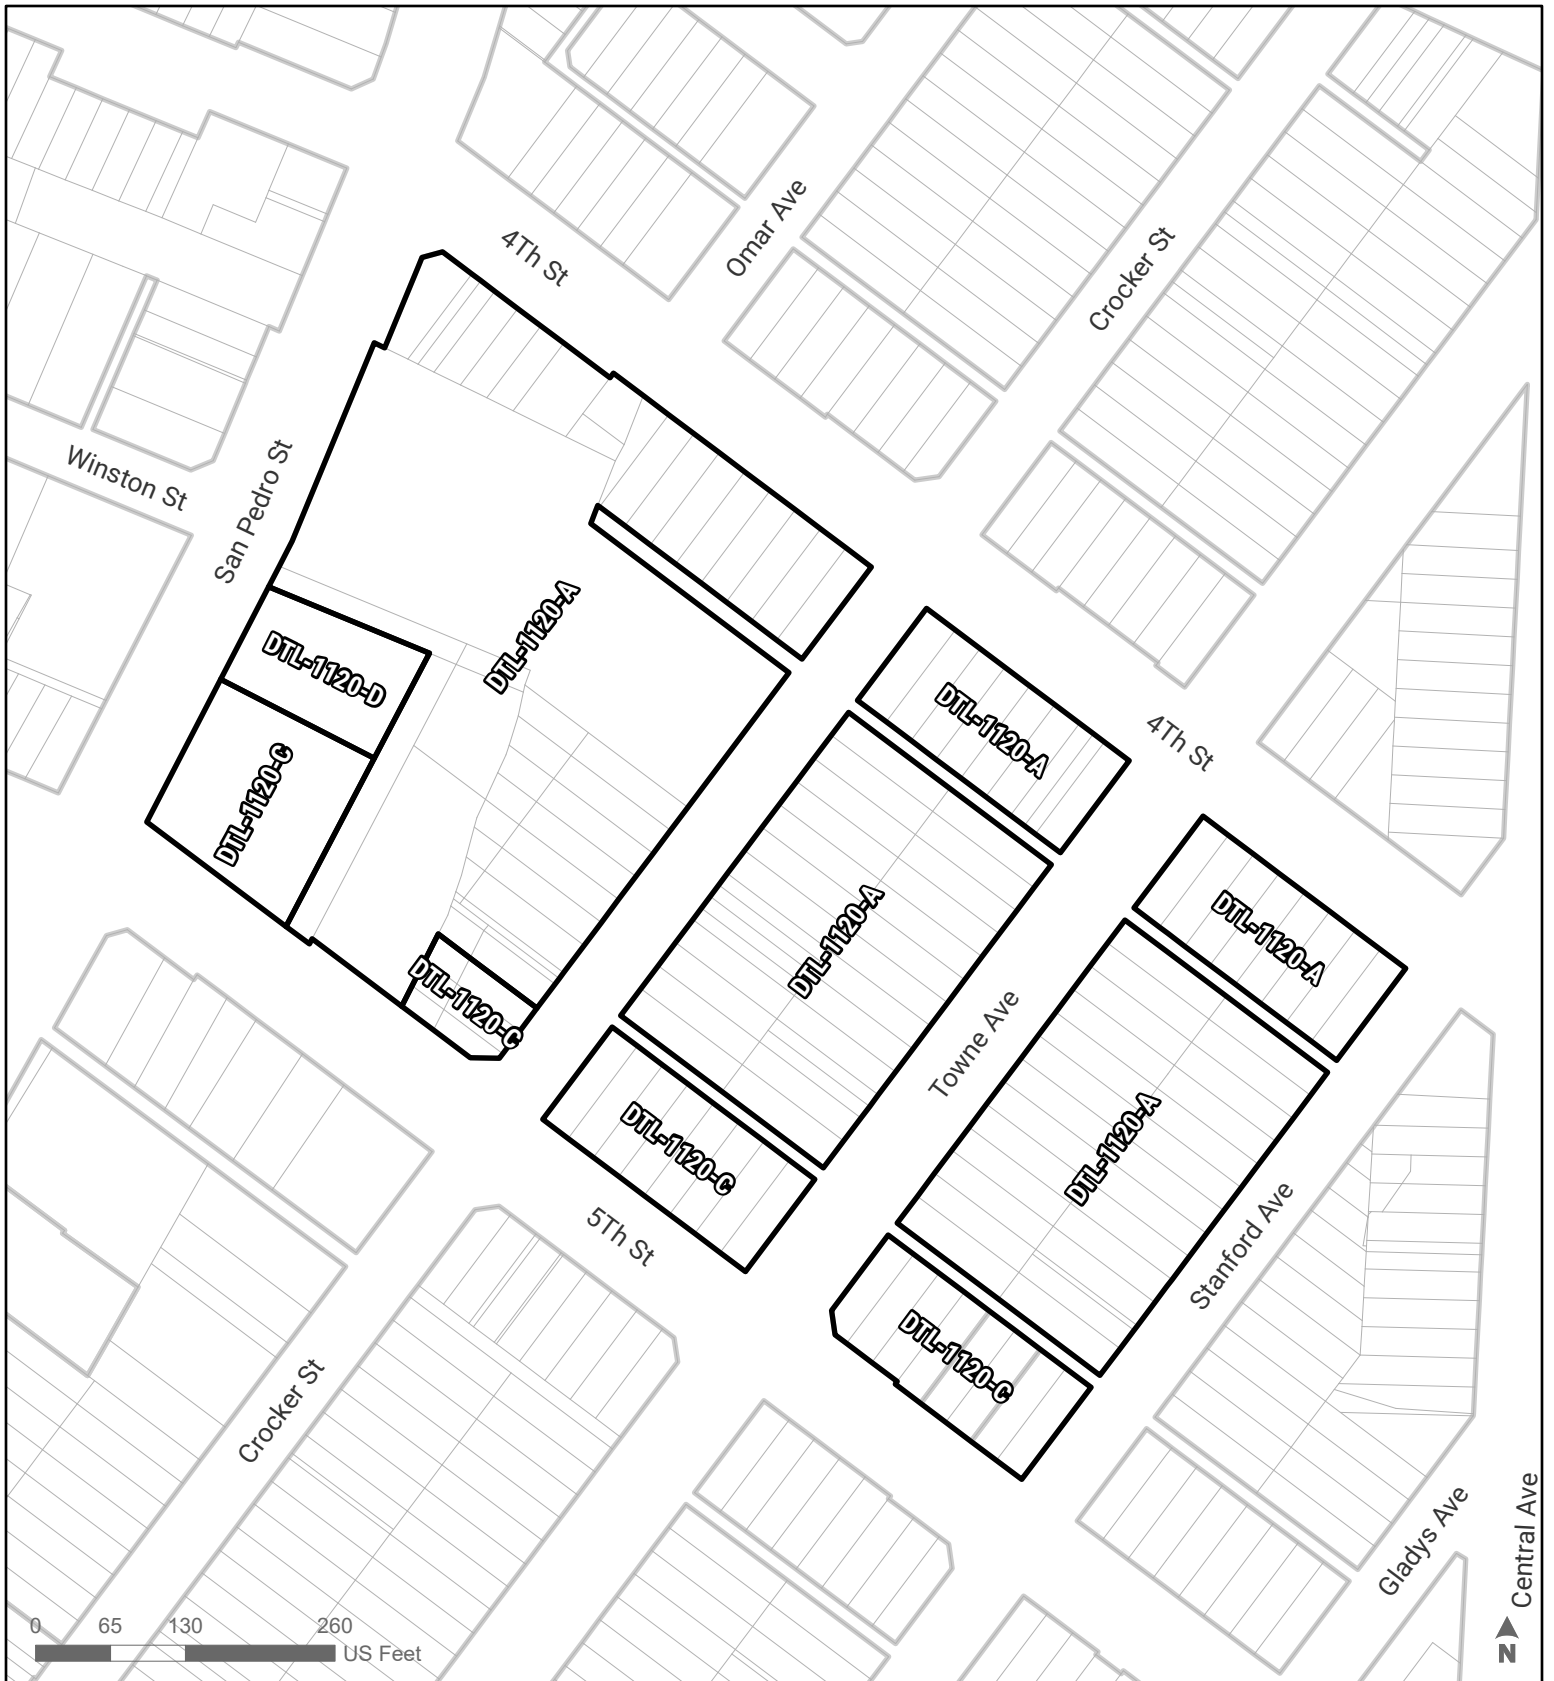 4Th St
Omar Ave
Crocker St
Winston St
San Pedro St
DTL-1120-A
DTL-1120-D
DTL-1120-C
DTL-1120-A
4Th St
DTL-1120-A
DTL-1120-A
DTL-1120-C
Towne Ave
DTL-1120-C
DTL-1120-A
Stanford Ave
5Th St
DTL-1120-C
Crocker St
Gladys Ave
Central Ave
0 65 130 260
US Feet
N